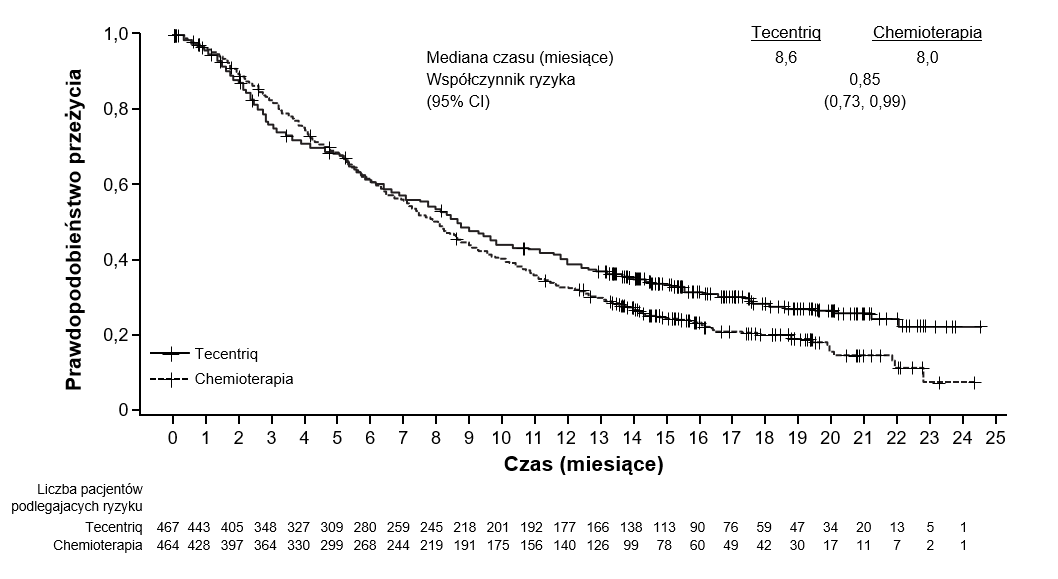 Tecentriq Chemioterapia
Mediana czasu (miesiące) 8,6 8,0
Współczynnik ryzyka 0,85
(95% CI) (0,73, 0,99)
Prawdopodobieństwo przeżycia
1,0
0,8
0,6
0,4
0,2
0
Tecentriq
Chemioterapia
0 1 2 3 4 5 6 7 8 9 10 11 12 13 14 15 16 17 18 19 20 21 22 23 24 25
Czas (miesiące)
Liczba pacjentów
podlegajacych ryzyku
Tecentriq 467 443 405 348 327 309 280 259 245 218 201 192 177 166 138 113 90 76 59 47 34 20 13 5 1
Chemioterapia 464 428 397 364 330 299 268 244 219 191 175 156 140 126 99 78 60 49 42 30 17 11 7 2 1